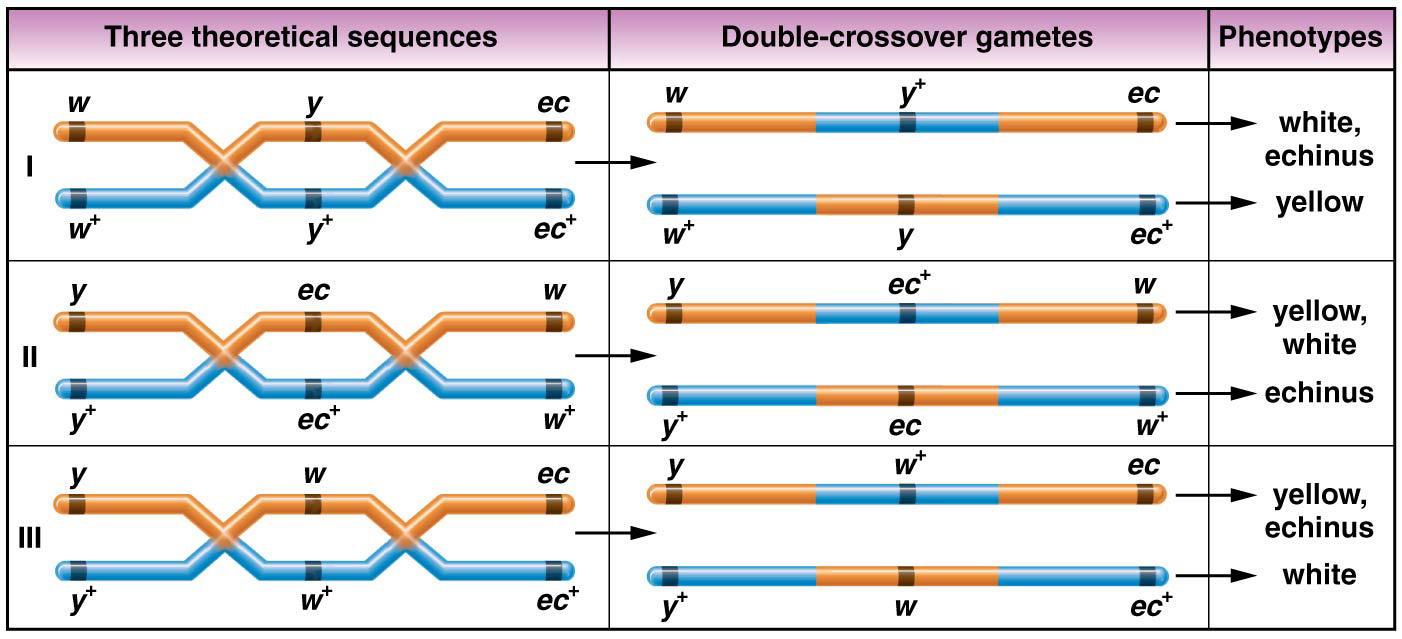 Three theoretical sequences Double-crossover gametes Phenotypes
w y ec w y+ ec
white,
echinus
I
yellow
w+ y+ ec+ w+ y ec+
y ec w y ec+ w
yellow,
white
II
echinus
y+ ec+ w+ y+ ec w+
y w ec y w+ ec
yellow,
echinus
III
white
y+ w+ ec+ y+ w ec+